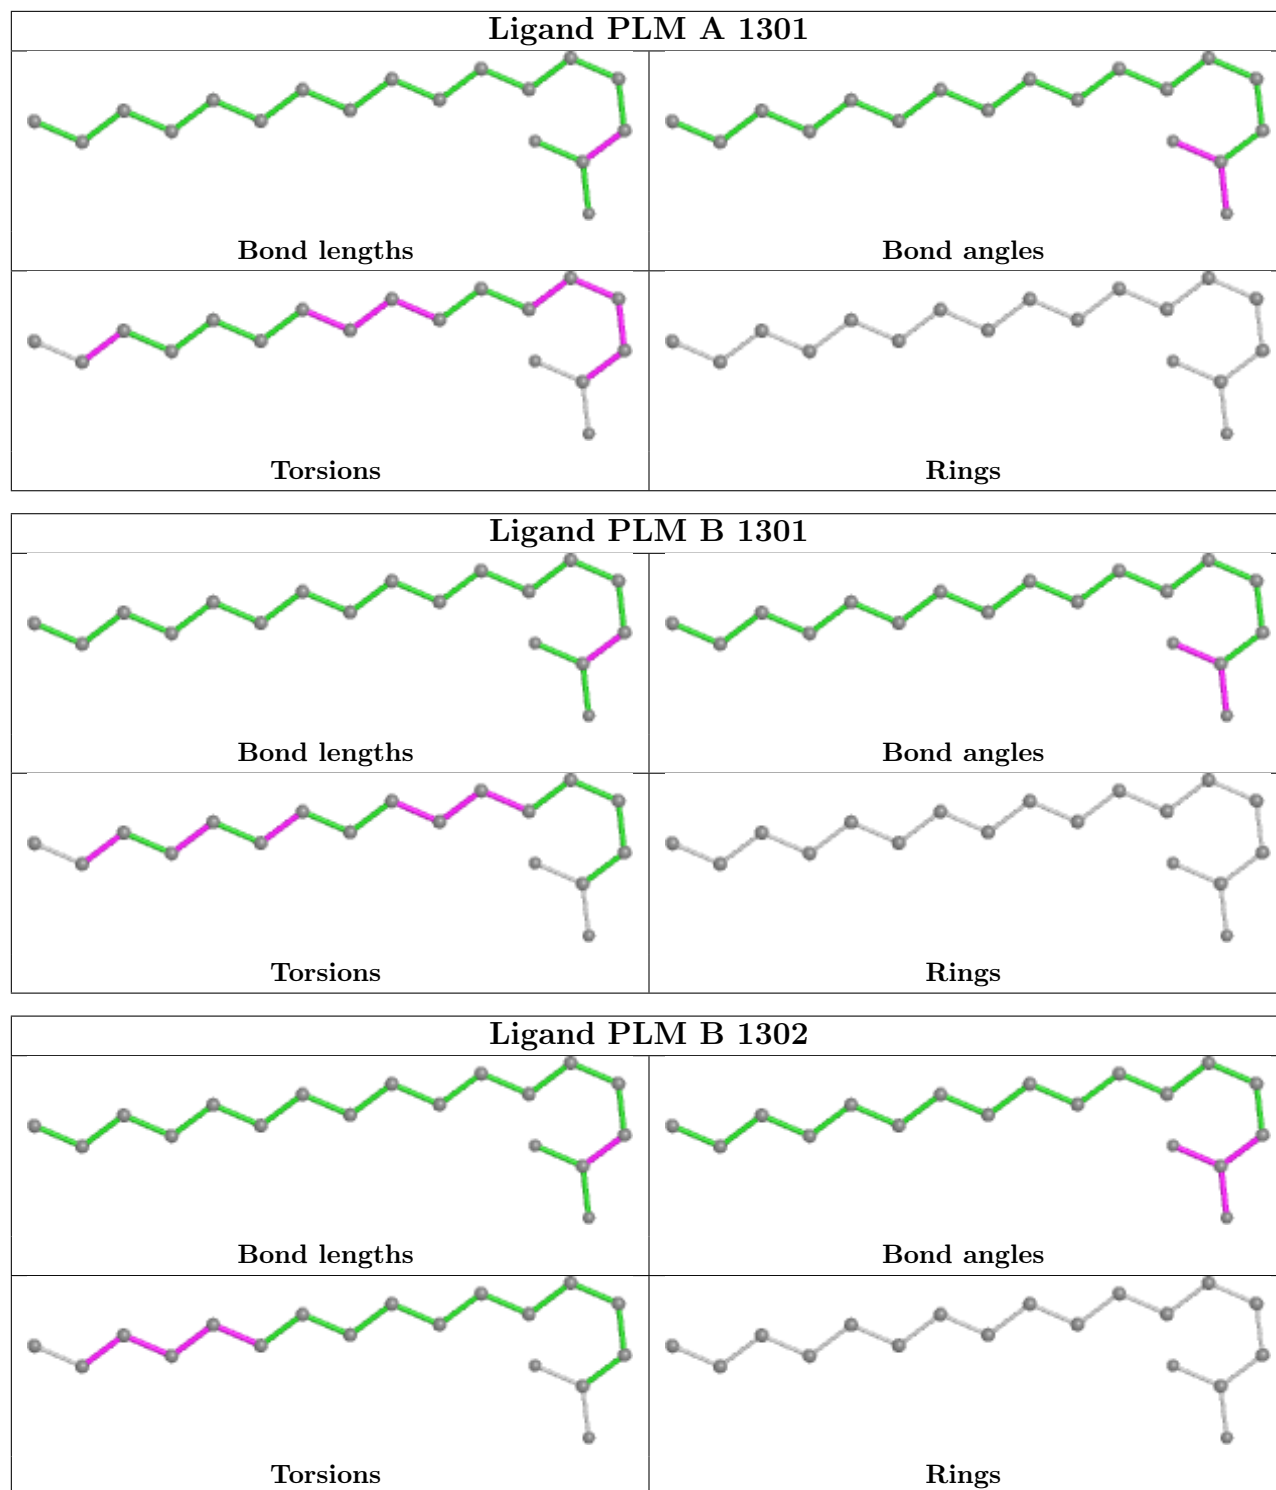 Ligand PLM A 1301
Bond lengths
Bond angles
Torsions
Rings
Ligand PLM B 1301
Bond lengths
Bond angles
Torsions
Rings
Ligand PLM B 1302
Bond lengths
Bond angles
Torsions
Rings